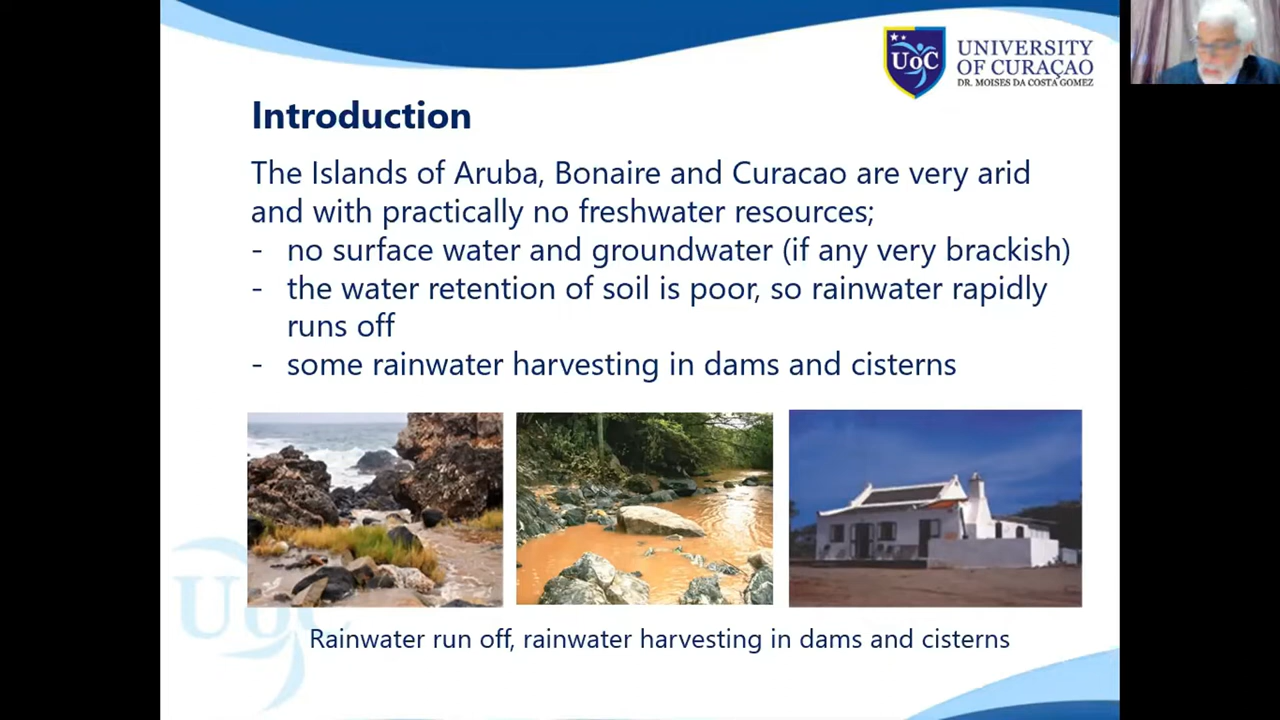 UoC
UNIVERSITY
OF CURAÇAO
DR. MOISES DA COSTA GOMEZ
Introduction
The Islands of Aruba, Bonaire and Curacao are very arid
and with practically no freshwater resources;
- no surface water and groundwater (if any very brackish)
- the water retention of soil is poor, so rainwater rapidly
runs off
- some rainwater harvesting in dams and cisterns
UoC
Rainwater run off, rainwater harvesting in dams and cisterns